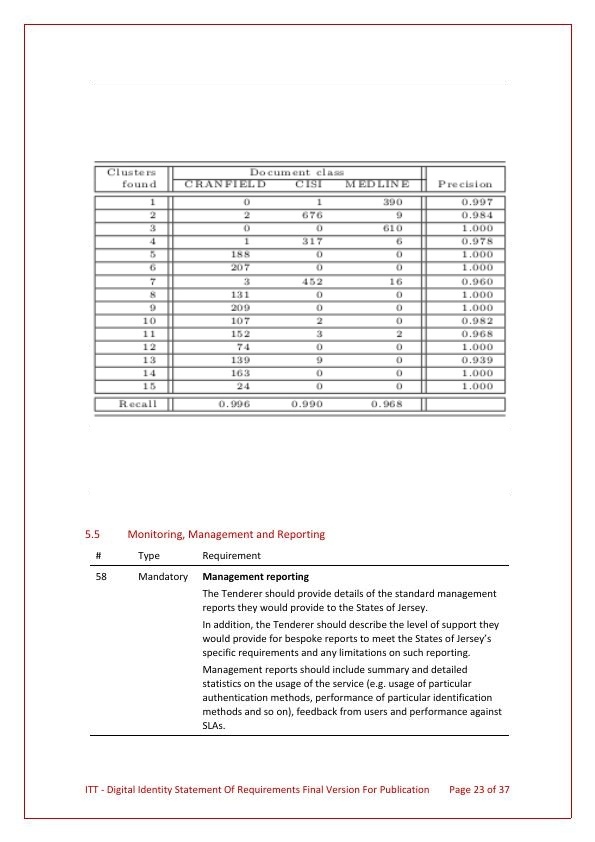 Clusters Document class
found CRANFIELD CISI MEDLINE Precision
1 0 1 390 0.997
2 2 676 9 0.984
3 0 0 610 1.000
4 1 317 6 0.978
5 188 0 0 1.000
6 207 0 0 1.000
7 3 452 16 0.960
8 131 0 0 1.000
9 209 0 0 1.000
10 107 2 0 0.982
11 152 3 2 0.968
12 74 0 0 1.000
13 139 9 0 0.939
14 163 0 0 1.000
15 24 0 0 1.000
Recall 0.996 0.990 0.968
5.5 Monitoring, Management and Reporting
# Type Requirement
58 Mandatory Management reporting
The Tenderer should provide details of the standard management
reports they would provide to the States of Jersey.
In addition, the Tenderer should describe the level of support they
would provide for bespoke reports to meet the States of Jersey’s
specific requirements and any limitations on such reporting.
Management reports should include summary and detailed
statistics on the usage of the service (e.g. usage of particular
authentication methods, performance of particular identification
methods and so on), feedback from users and performance against
SLAs.
ITT - Digital Identity Statement Of Requirements Final Version For Publication Page 23 of 37